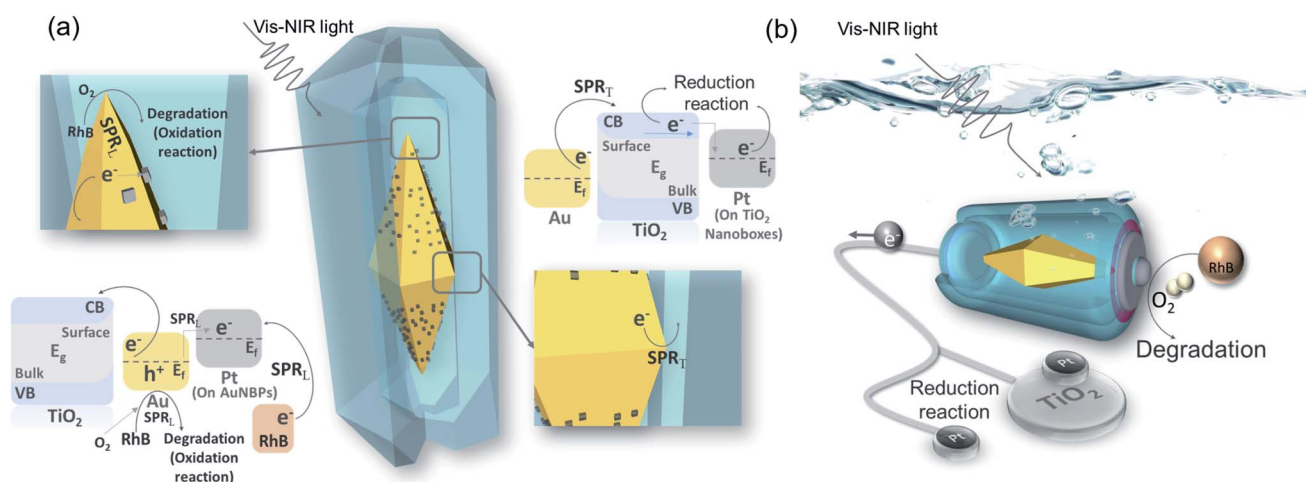 (a)
Vis-NIR light
O2
RhB
SPRL
Degradation
(Oxidation
reaction)
e-
SPRT
Reduction
reaction
CB
e-
Surface
Eg
Bulk
VB
TiO2
e-
Ef
Au
e-
Ef
Pt
(On TiO2
Nanoboxes)
CB
Surface
Eg
Bulk
VB
TiO2
e-
h+
Ef
Au
SPRL
SPRL
e-
Ef
Pt
(On AuNBPs)
SPRL
e-
RhB
O2
RhB
Degradation
(Oxidation
reaction)
e-
SPRT
(b)
Vis-NIR light
e-
RhB
O2
Degradation
Reduction
reaction
Pt
TiO2
Pt